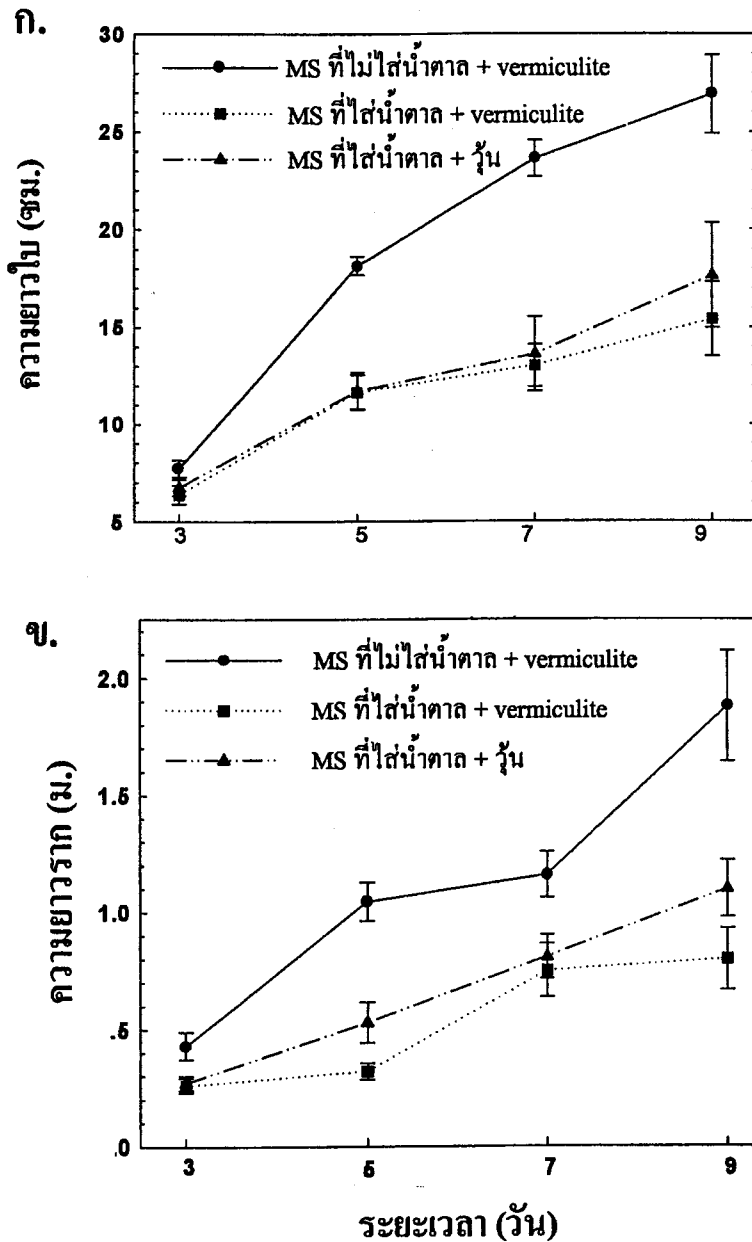 ก.
30
25
20
15
10
5
ความยาวใบ (ซม.)
MS ที่ไม่ใส่น้ำตาล + vermiculite
MS ที่ใส่น้ำตาล + vermiculite
MS ที่ใส่น้ำตาล + วุ้น
3 5 7 9
ข.
2.0
1.5
1.0
.5
.0
ความยาวราก (ม.)
MS ที่ไม่ใส่น้ำตาล + vermiculite
MS ที่ใส่น้ำตาล + vermiculite
MS ที่ใส่น้ำตาล + วุ้น
3 5 7 9
ระยะเวลา (วัน)